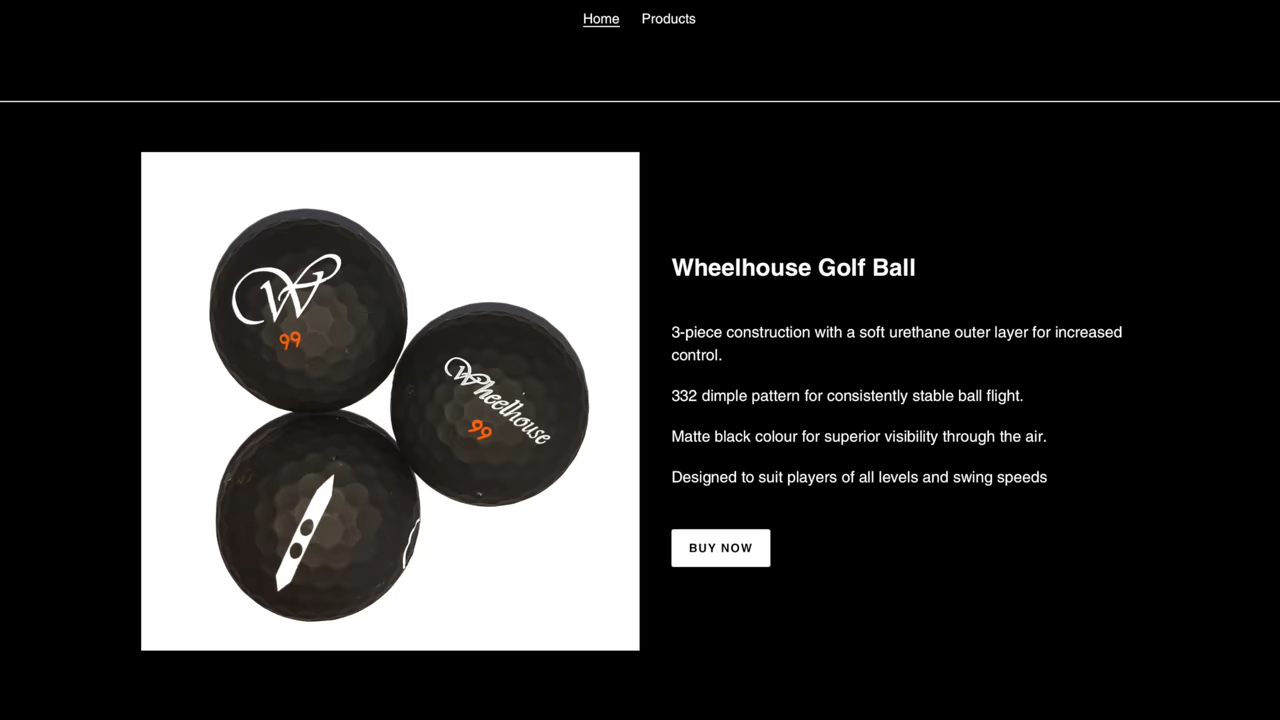 Home Products
W
99
Wheelhouse
99
Wheelhouse Golf Ball
3-piece construction with a soft urethane outer layer for increased
control.
332 dimple pattern for consistently stable ball flight.
Matte black colour for superior visibility through the air.
Designed to suit players of all levels and swing speeds
BUY NOW